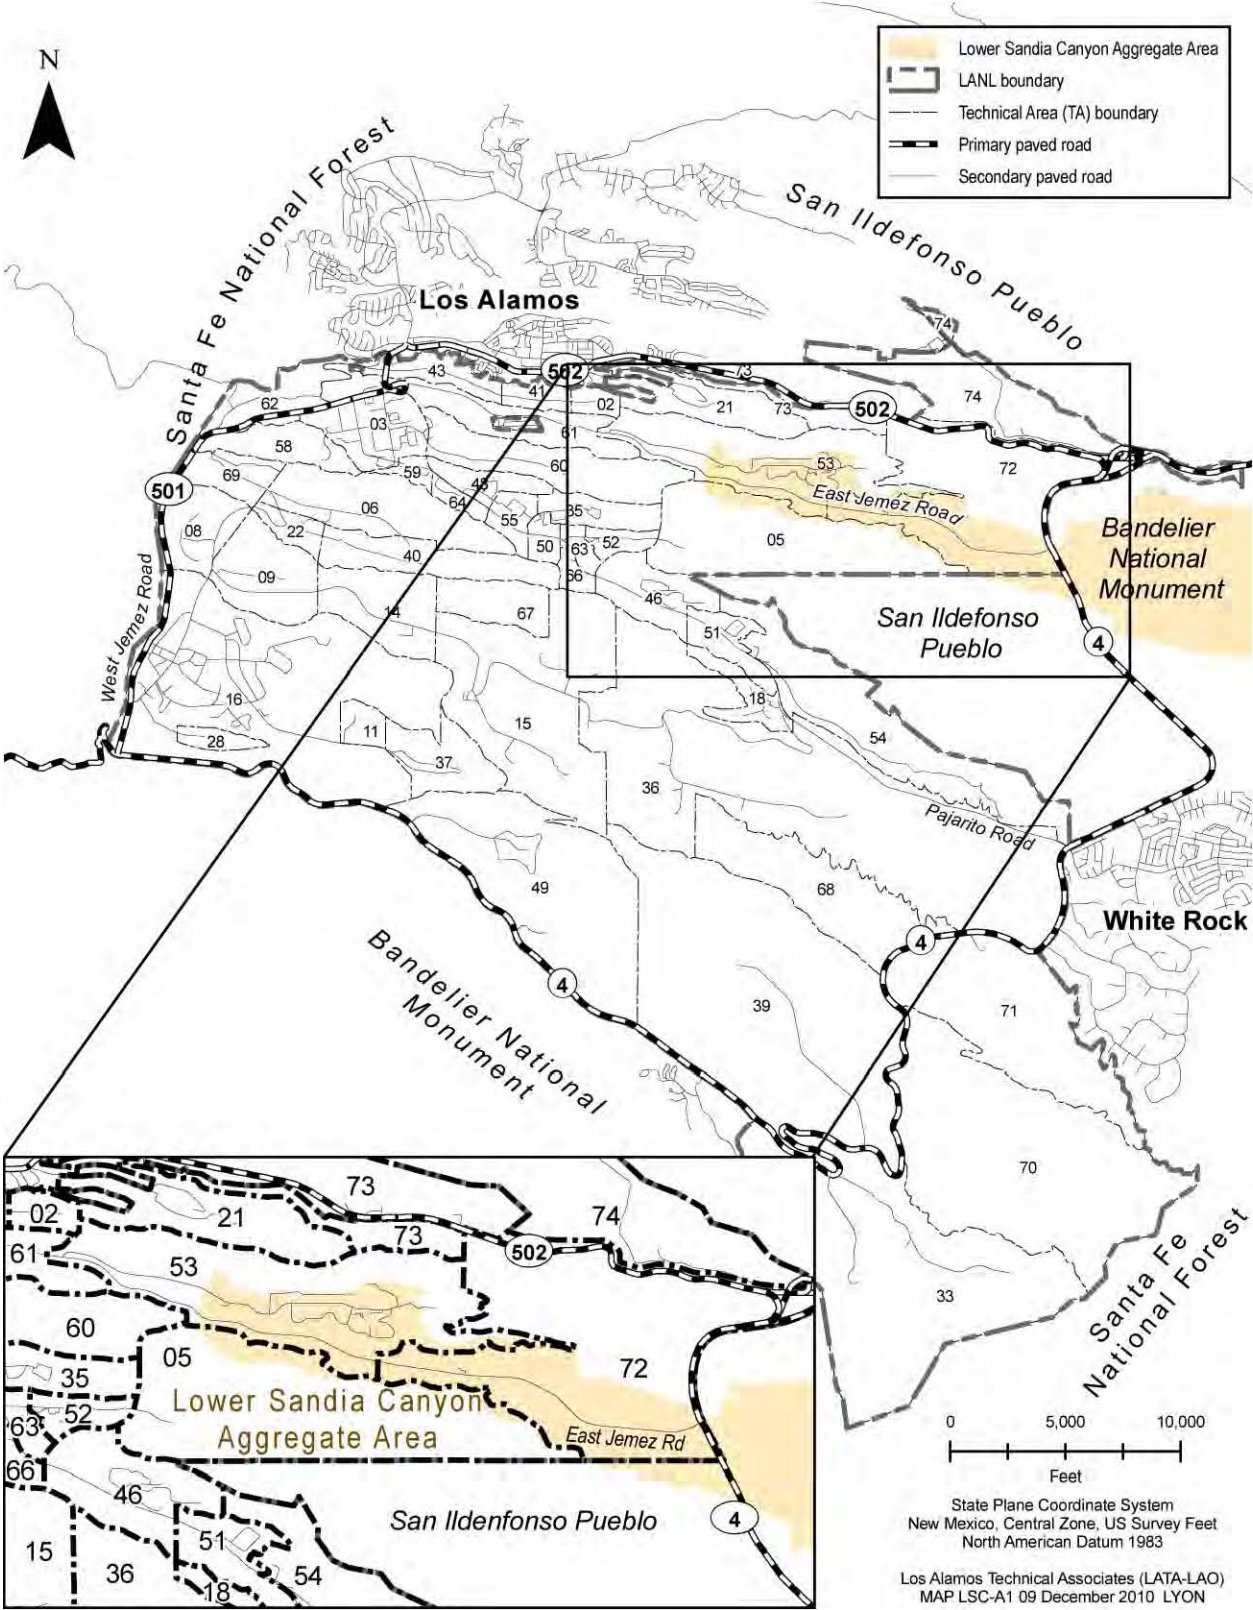 N
Lower Sandia Canyon Aggregate Area
LANL boundary
Technical Area (TA) boundary
Primary paved road
Secondary paved road
Santa Fe National Forest
San Ildefonso Pueblo
Los Alamos
74
43
502
73
41
02
21
73
502
74
62
03
61
58
53
72
59
60
69
48
501
64
06
35
East Jemez Road
55
08
22
Bandelier
National
Monument
05
50
63
52
40
09
66
46
14
67
San Ildefonso
Pueblo
51
4
West Jemez Road
16
18
15
11
28
54
37
36
Pajarito Road
49
68
White Rock
4
Bandelier National
Monument
4
39
71
70
Santa Fe
National Forest
33
73
02
21
74
73
502
61
53
60
05
72
35
Lower Sandia Canyon
Aggregate Area
52
63
East Jemez Rd
66
46
San Ildenfonso Pueblo
4
51
15
36
54
18
0
5,000
10,000
Feet
State Plane Coordinate System
New Mexico, Central Zone, US Survey Feet
North American Datum 1983
Los Alamos Technical Associates (LATA-LAO)
MAP LSC-A1 09 December 2010 LYON